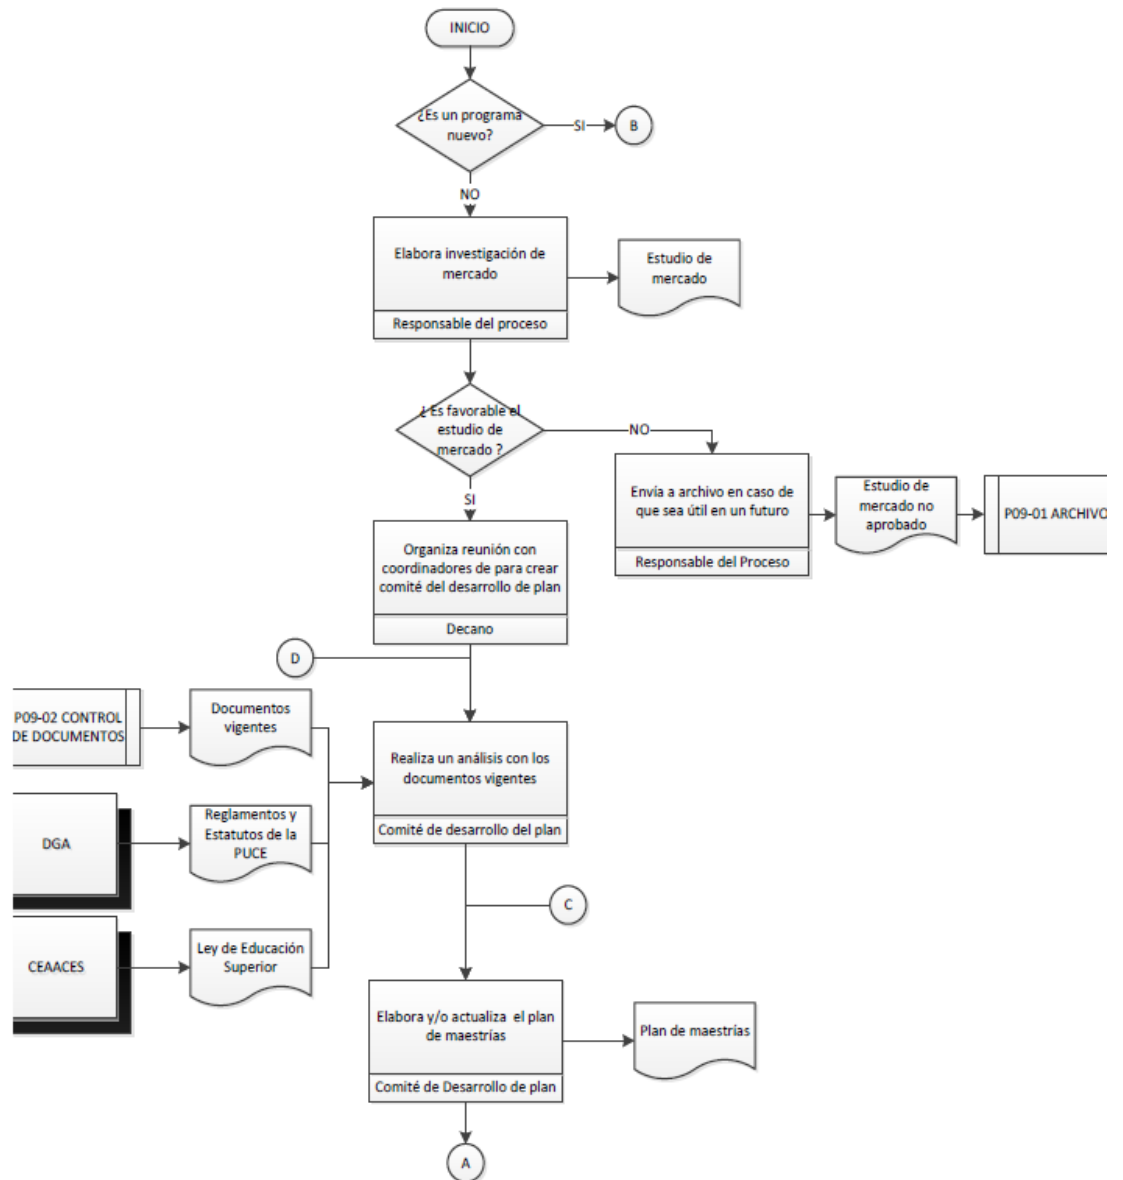 INICIO
¿Es un programa
nuevo?
SI
B
NO
Elabora investigación de
mercado
Responsable del proceso
Estudio de
mercado
¿ Es favorable el
estudio de
mercado ?
NO
SI
Envía a archivo en caso de
que sea útil en un futuro
Responsable del Proceso
Estudio de
mercado no
aprobado
P09-01 ARCHIVO
Organiza reunión con
coordinadores de para crear
comité del desarrollo de plan
Decano
D
P09-02 CONTROL
DE DOCUMENTOS
Documentos
vigentes
Realiza un análisis con los
documentos vigentes
Comité de desarrollo del plan
DGA
Reglamentos y
Estatutos de la
PUCE
C
CEAACES
Ley de Educación
Superior
Elabora y/o actualiza  el plan
de maestrías
Comité de Desarrollo de plan
Plan de maestrías
A